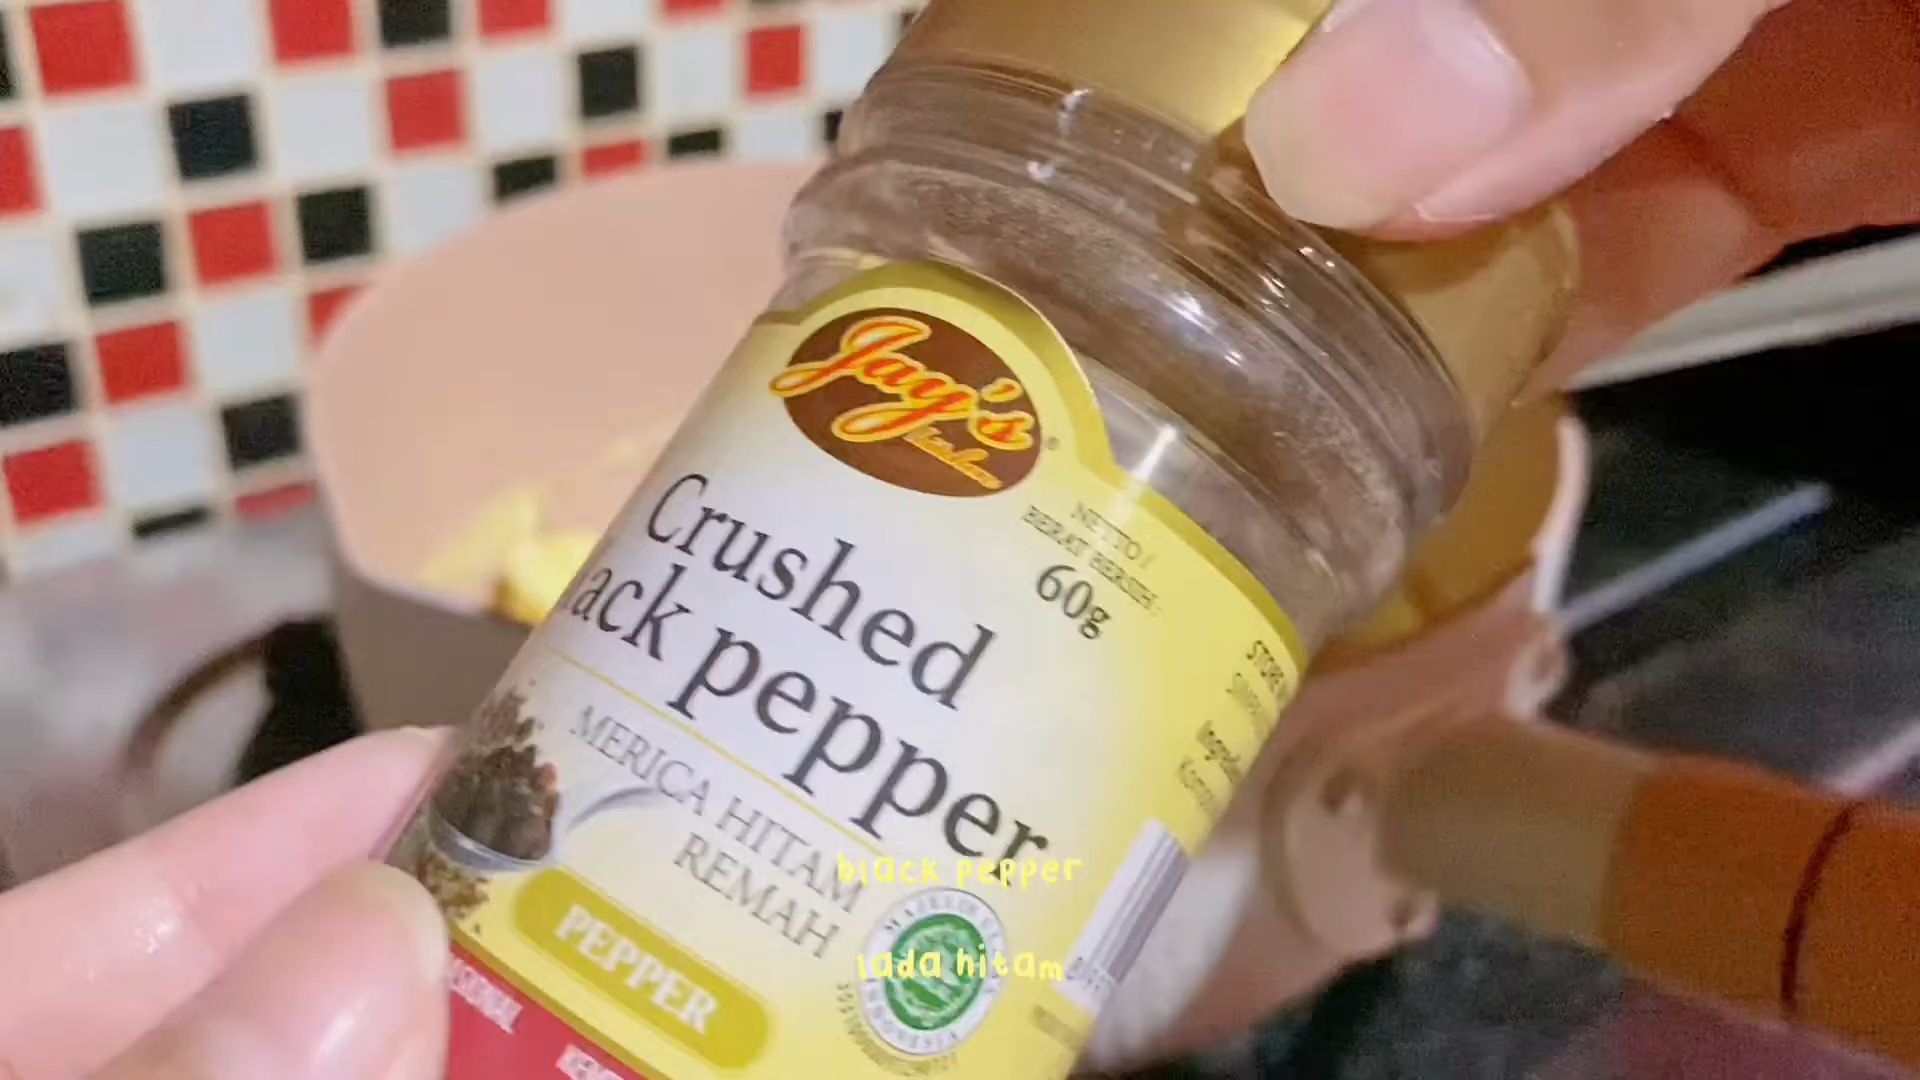 Jay's
NETTO /
BERAT BERSIH:
60g
Crushed
lack pepper
MERICA HITAM
REMAH
PEPPER
black pepper
lada hitam